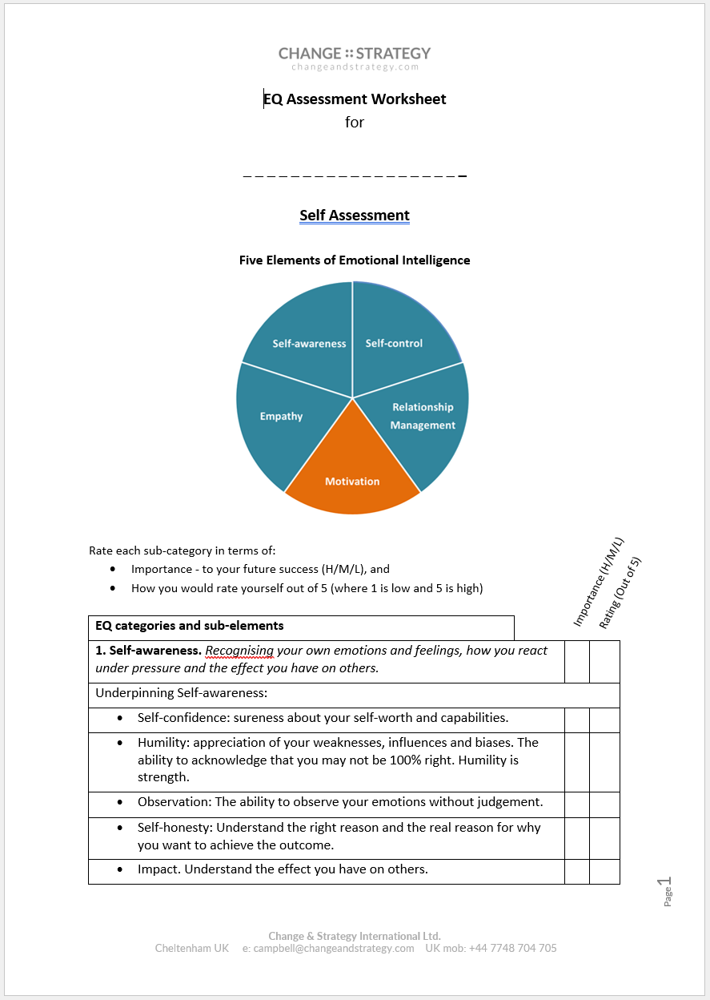 CHANGE :: STRATEGY
changeandstrategy.com
EQ Assessment Worksheet
for
_ _ _ _ _ _ _ _ _ _ _ _ _ _ _ _ _ _ _
Self Assessment
Five Elements of Emotional Intelligence
Self-awareness
Self-control
Empathy
Relationship
Management
Motivation
Rate each sub-category in terms of:
• Importance - to your future success (H/M/L), and
• How you would rate yourself out of 5 (where 1 is low and 5 is high)
Importance (H/M/L)
Rating (Out of 5)
EQ categories and sub-elements
1. Self-awareness. Recognising your own emotions and feelings, how you react
under pressure and the effect you have on others.
Underpinning Self-awareness:
• Self-confidence: sureness about your self-worth and capabilities.
• Humility: appreciation of your weaknesses, influences and biases. The
ability to acknowledge that you may not be 100% right. Humility is
strength.
• Observation: The ability to observe your emotions without judgement.
• Self-honesty: Understand the right reason and the real reason for why
you want to achieve the outcome.
• Impact. Understand the effect you have on others.
Page 1
Change & Strategy International Ltd.
Cheltenham UK e: campbell@changeandstrategy.com UK mob: +44 7748 704 705